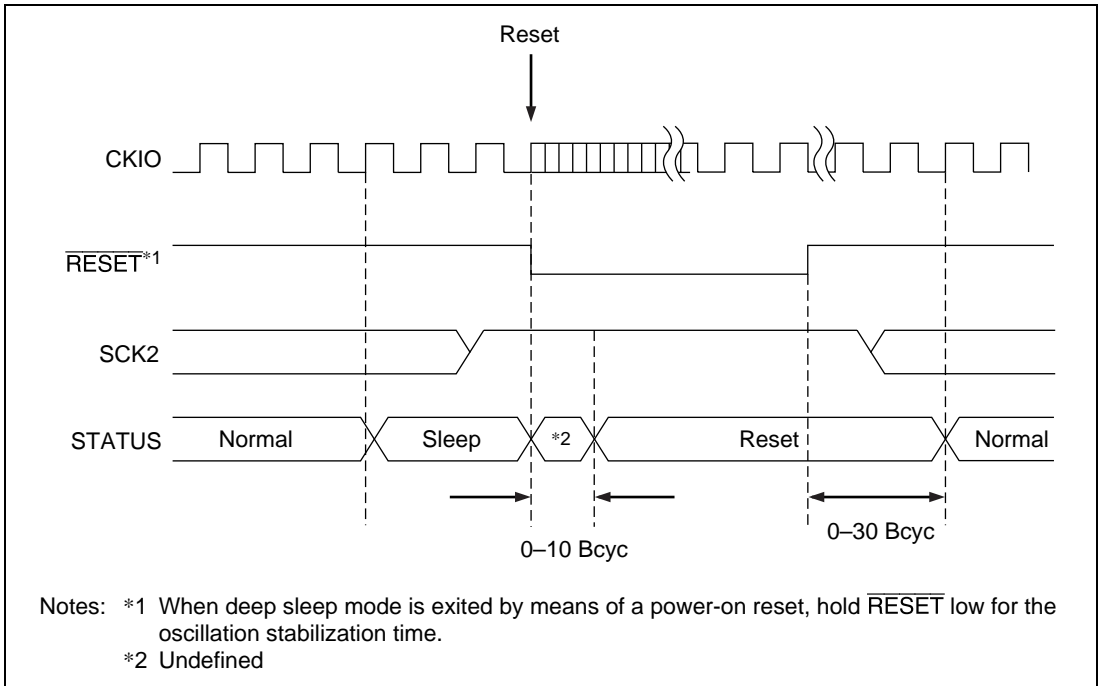 Reset
CKIO
RESET*1
SCK2
STATUS Normal Sleep *2 Reset Normal
0–10 Bcyc
0–30 Bcyc
Notes: *1 When deep sleep mode is exited by means of a power-on reset, hold RESET low for the
oscillation stabilization time.
*2 Undefined